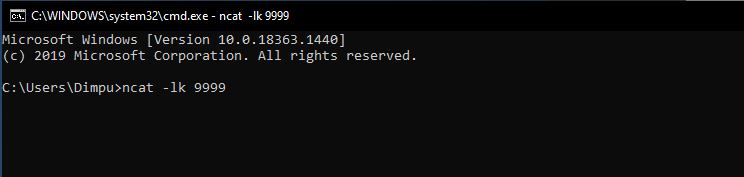 C:\WINDOWS\system32\cmd.exe - ncat -lk 9999
Microsoft Windows [Version 10.0.18363.1440]
(c) 2019 Microsoft Corporation. All rights reserved.
C:\Users\Dimpu>ncat -lk 9999